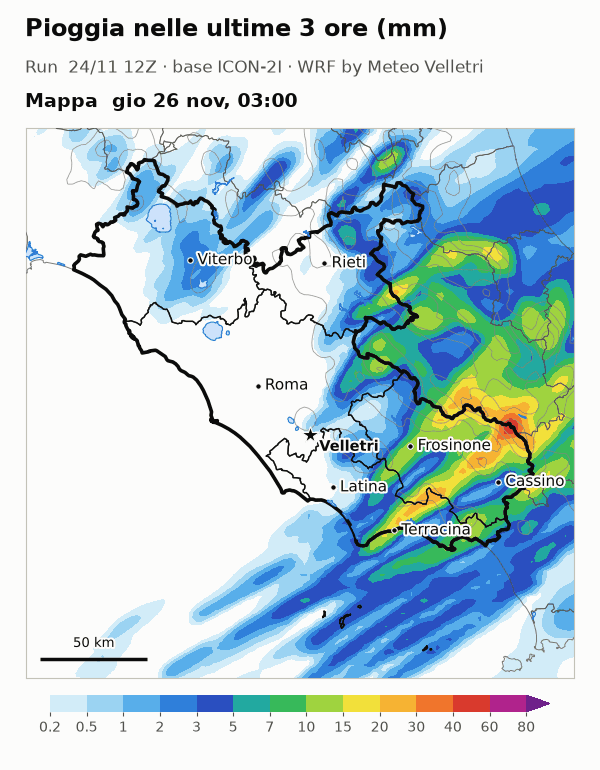 Pioggia nelle ultime 3 ore (mm)
Run  24/11 12Z · base ICON-2I · WRF by Meteo Velletri
Mappa  gio 26 nov, 03:00
Viterbo
Rieti
Roma
Velletri
Frosinone
Latina
Cassino
Terracina
50 km
0.2 0.5 1 2 3 5 7 10 15 20 30 40 60 80